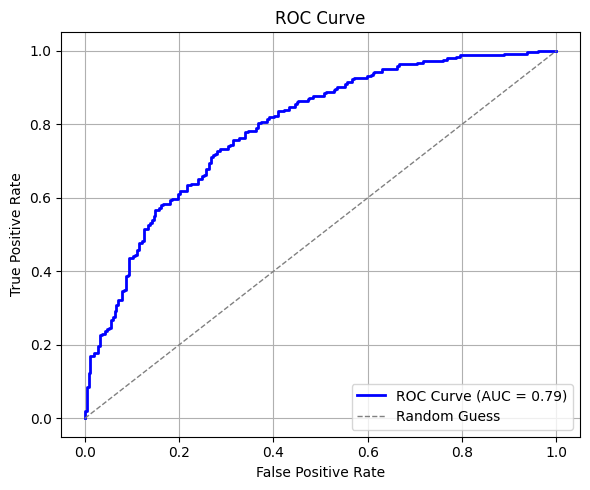 ROC Curve
True Positive Rate
1.0
0.8
0.6
0.4
0.2
0.0
0.0 0.2 0.4 0.6 0.8 1.0
False Positive Rate
ROC Curve (AUC = 0.79)
Random Guess